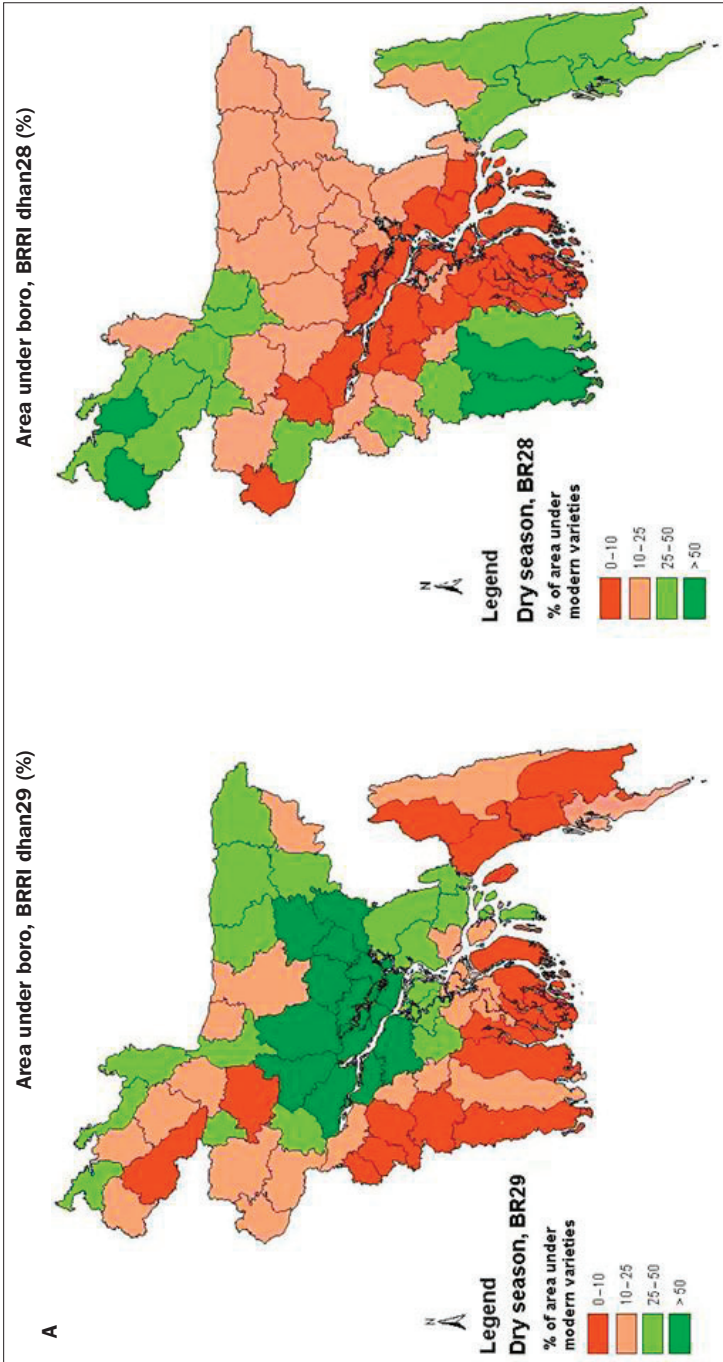 A
Area under boro, BRRI dhan29 (%)
N
Legend
Dry season, BR29
% of area under
modern varieties
0–10
10–25
25–50
> 50
Area under boro, BRRI dhan28 (%)
N
Legend
Dry season, BR28
% of area under
modern varieties
0–10
10–25
25–50
> 50